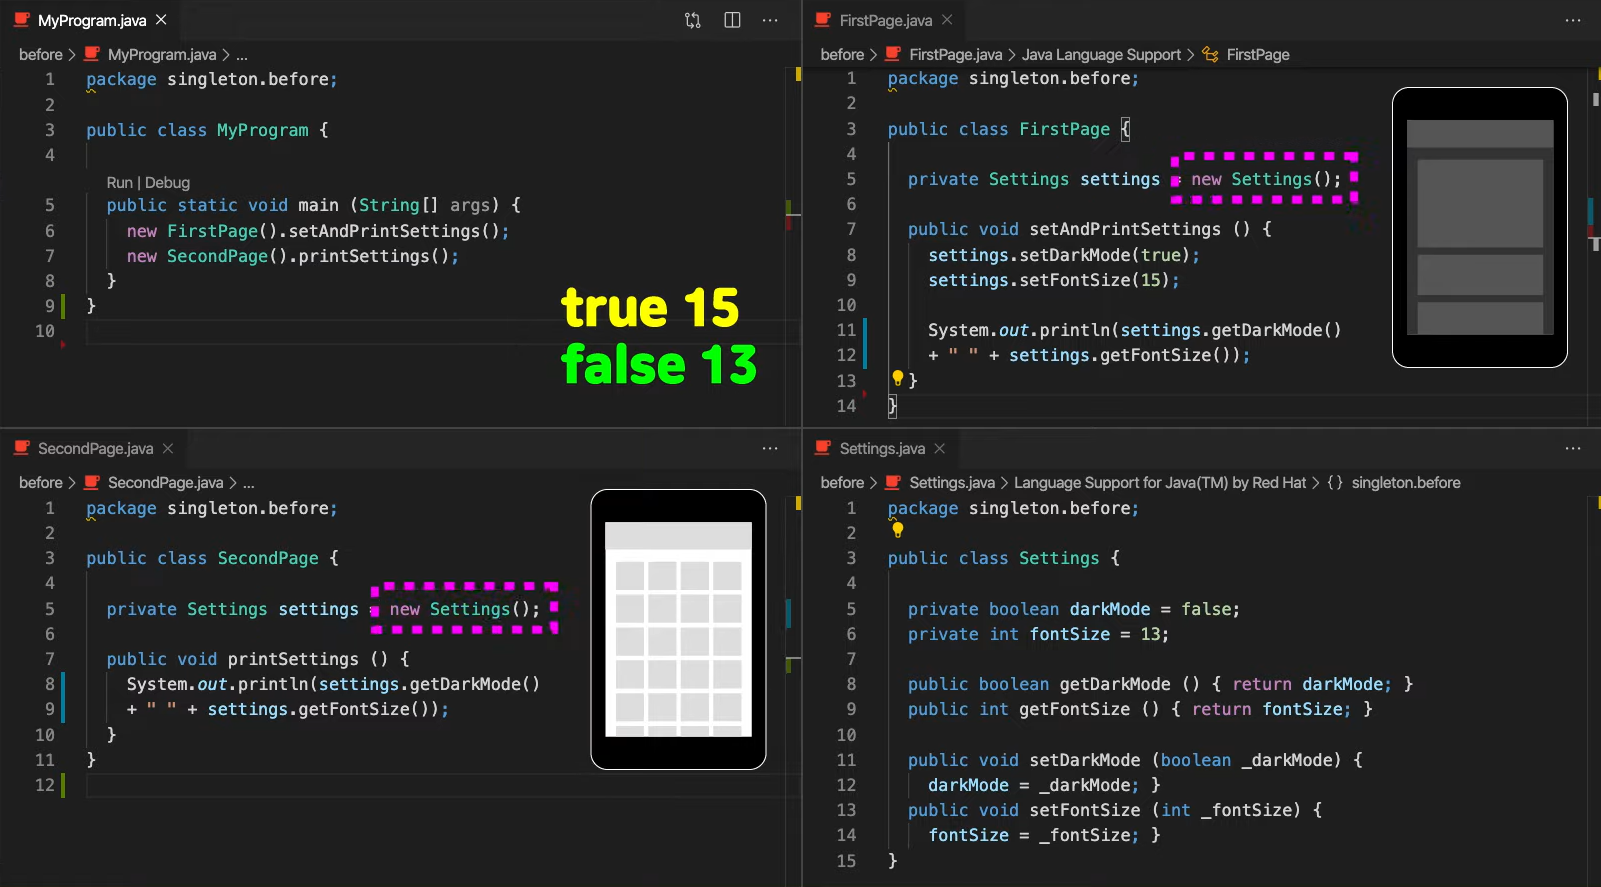 MyProgram.java
before > MyProgram.java > ...
1 package singleton.before;
2
3 public class MyProgram {
4
Run | Debug
5 public static void main (String[] args) {
6 new FirstPage().setAndPrintSettings();
7 new SecondPage().printSettings();
8 }
9 }
10
true 15
false 13
FirstPage.java
before > FirstPage.java > Java Language Support > FirstPage
1 package singleton.before;
2
3 public class FirstPage {
4
5 private Settings settings = new Settings();
6
7 public void setAndPrintSettings () {
8 settings.setDarkMode(true);
9 settings.setFontSize(15);
10
11 System.out.println(settings.getDarkMode()
12 + " " + settings.getFontSize());
13 }
14 }
SecondPage.java
before > SecondPage.java > ...
1 package singleton.before;
2
3 public class SecondPage {
4
5 private Settings settings = new Settings();
6
7 public void printSettings () {
8 System.out.println(settings.getDarkMode()
9 + " " + settings.getFontSize());
10 }
11 }
12
Settings.java
before > Settings.java > Language Support for Java(TM) by Red Hat > {} singleton.before
1 package singleton.before;
2
3 public class Settings {
4
5 private boolean darkMode = false;
6 private int fontSize = 13;
7
8 public boolean getDarkMode () { return darkMode; }
9 public int getFontSize () { return fontSize; }
10
11 public void setDarkMode (boolean _darkMode) {
12 darkMode = _darkMode; }
13 public void setFontSize (int _fontSize) {
14 fontSize = _fontSize; }
15 }